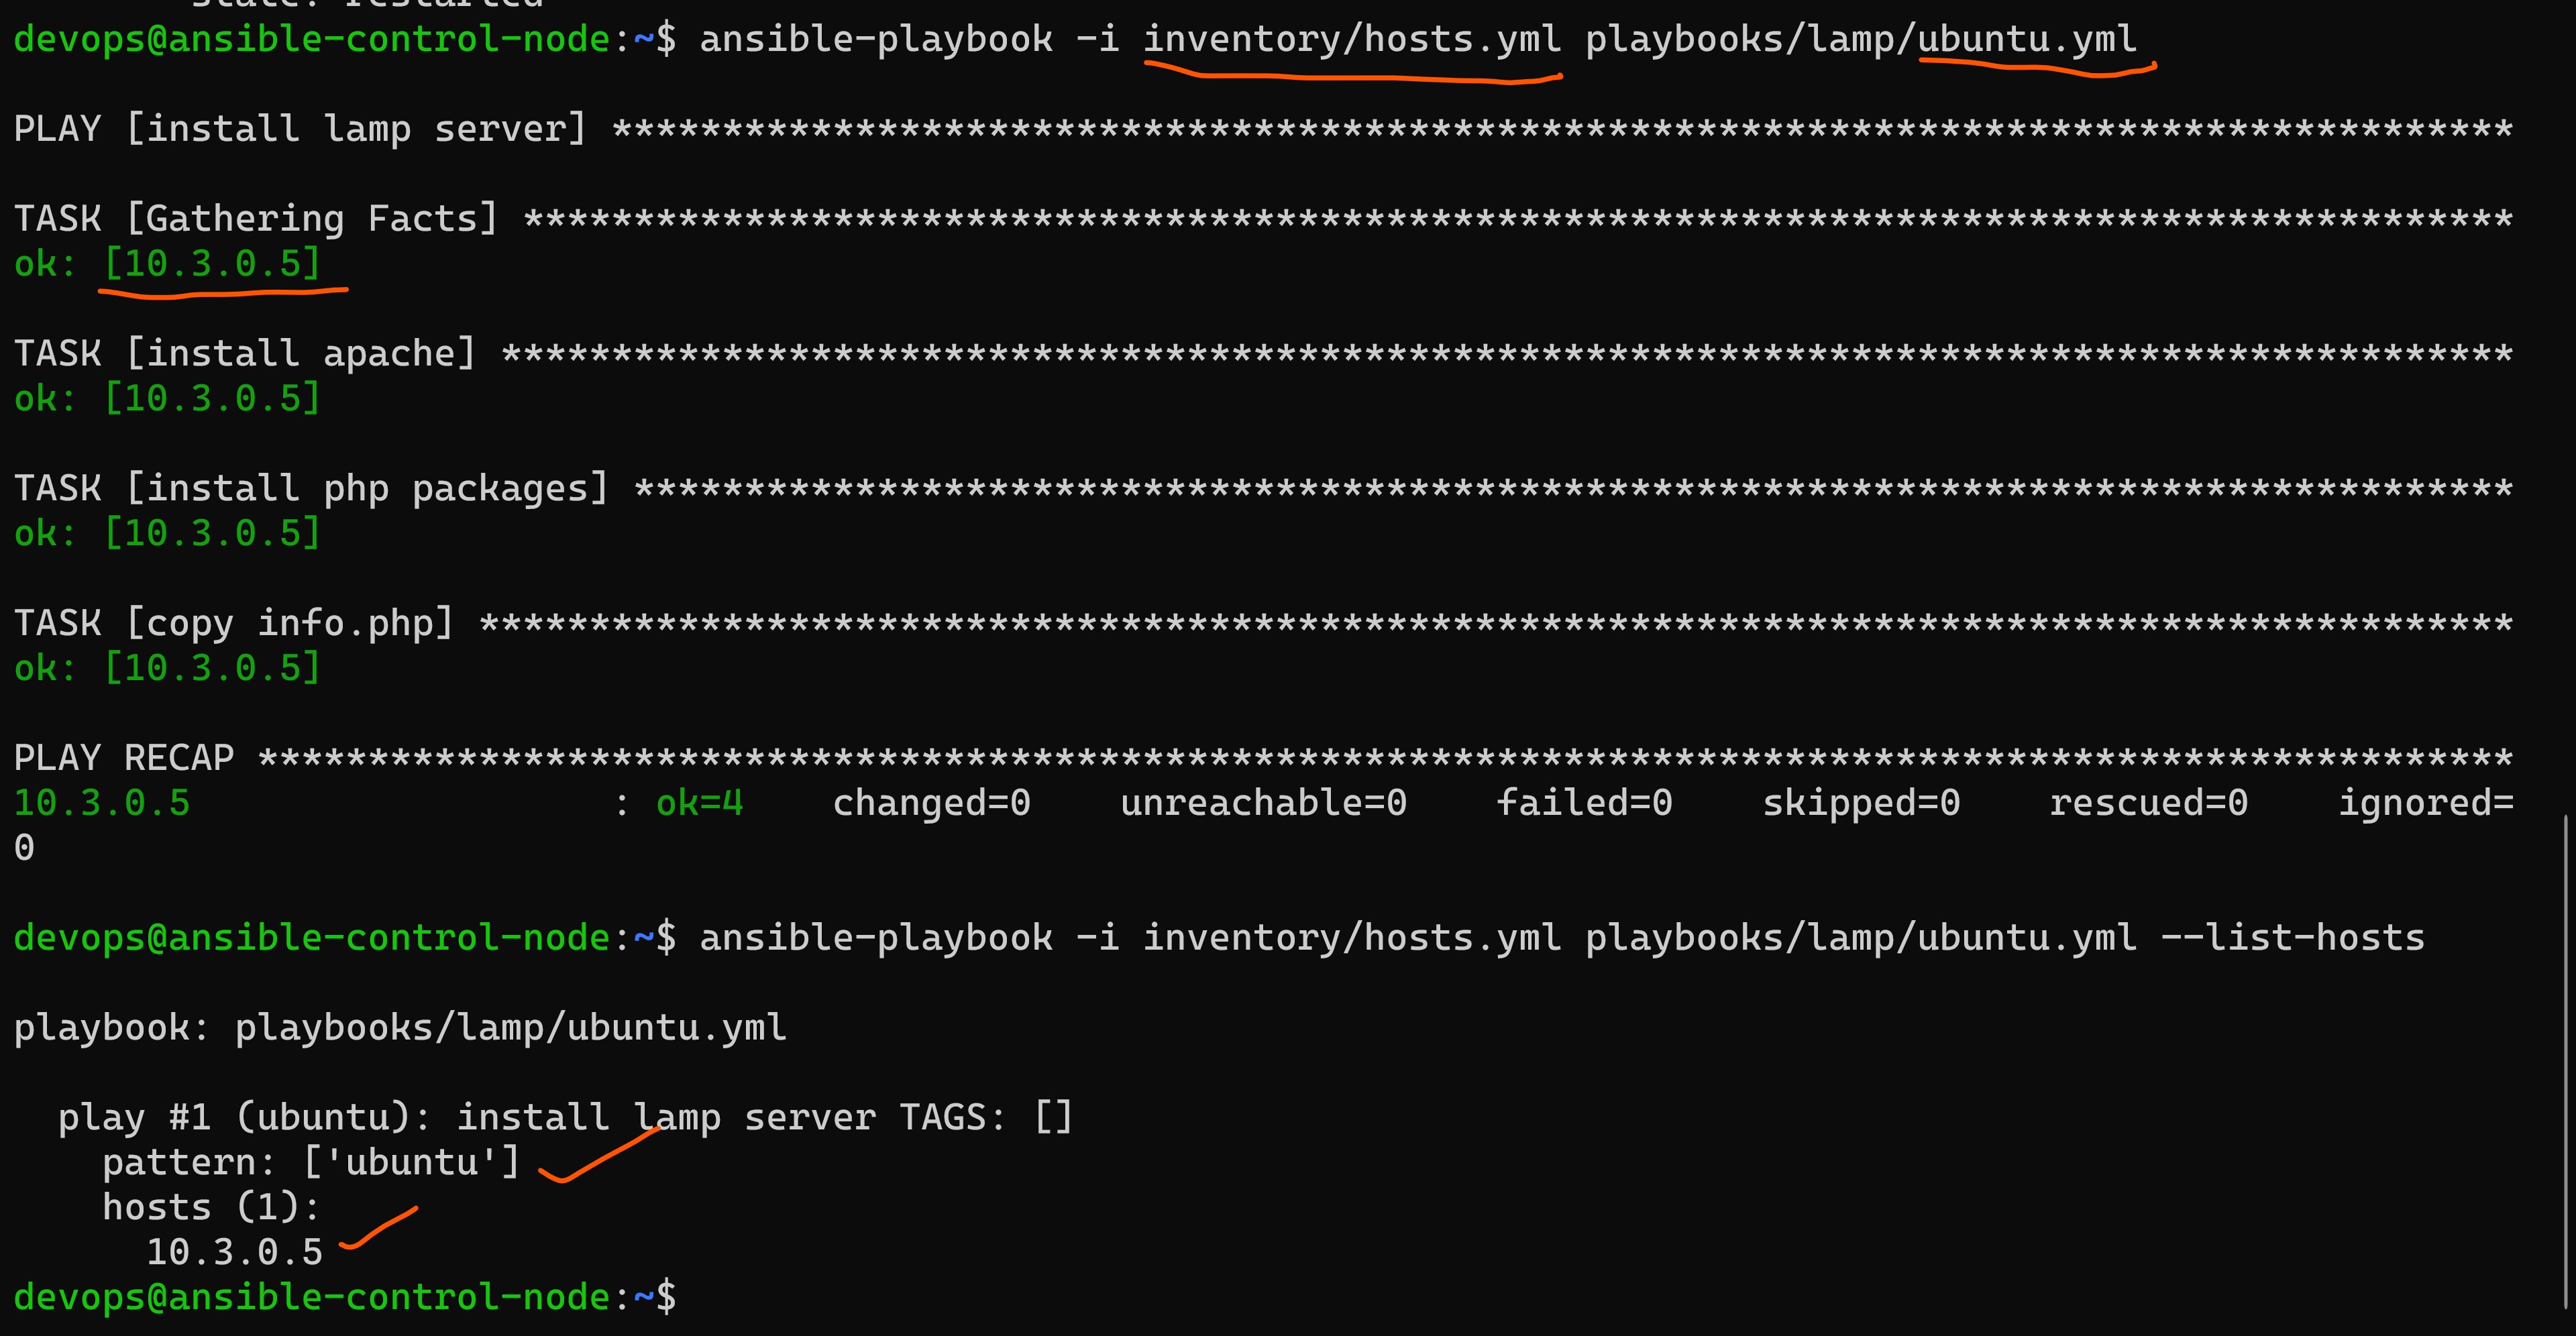 state: restarted
devops@ansible-control-node:~$ ansible-playbook -i inventory/hosts.yml playbooks/lamp/ubuntu.yml
PLAY [install lamp server] **************************************************************************************
TASK [Gathering Facts] ******************************************************************************************
ok: [10.3.0.5]
TASK [install apache] *******************************************************************************************
ok: [10.3.0.5]
TASK [install php packages] *************************************************************************************
ok: [10.3.0.5]
TASK [copy info.php] ********************************************************************************************
ok: [10.3.0.5]
PLAY RECAP ******************************************************************************************************
10.3.0.5                   : ok=4    changed=0    unreachable=0    failed=0    skipped=0    rescued=0    ignored=
0
devops@ansible-control-node:~$ ansible-playbook -i inventory/hosts.yml playbooks/lamp/ubuntu.yml --list-hosts
playbook: playbooks/lamp/ubuntu.yml
play #1 (ubuntu): install lamp server TAGS: []
pattern: ['ubuntu']
hosts (1):
10.3.0.5
devops@ansible-control-node:~$